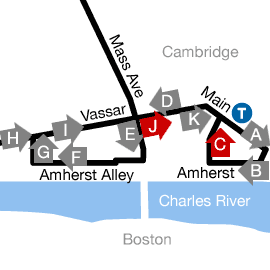 Mass Ave
Cambridge
Main
Vassar
D
T
K
J
A
H
I
E
G
F
C
B
Amherst Alley
Amherst
Charles River
Boston